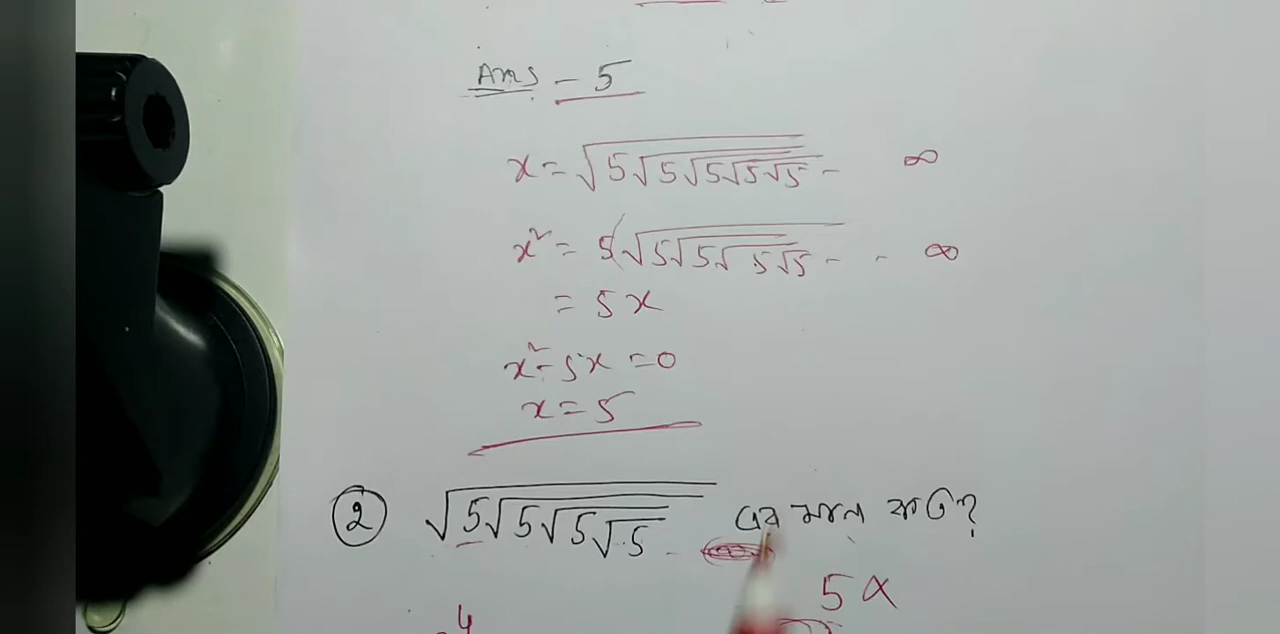 Ans - 5
x = √5√5√5√5√5 - ∞
x² = 5(√5√5√5√5 - - ∞
= 5x
x² - 5x = 0
x = 5
② √5√5√5√5 এর মান কত?
5
4